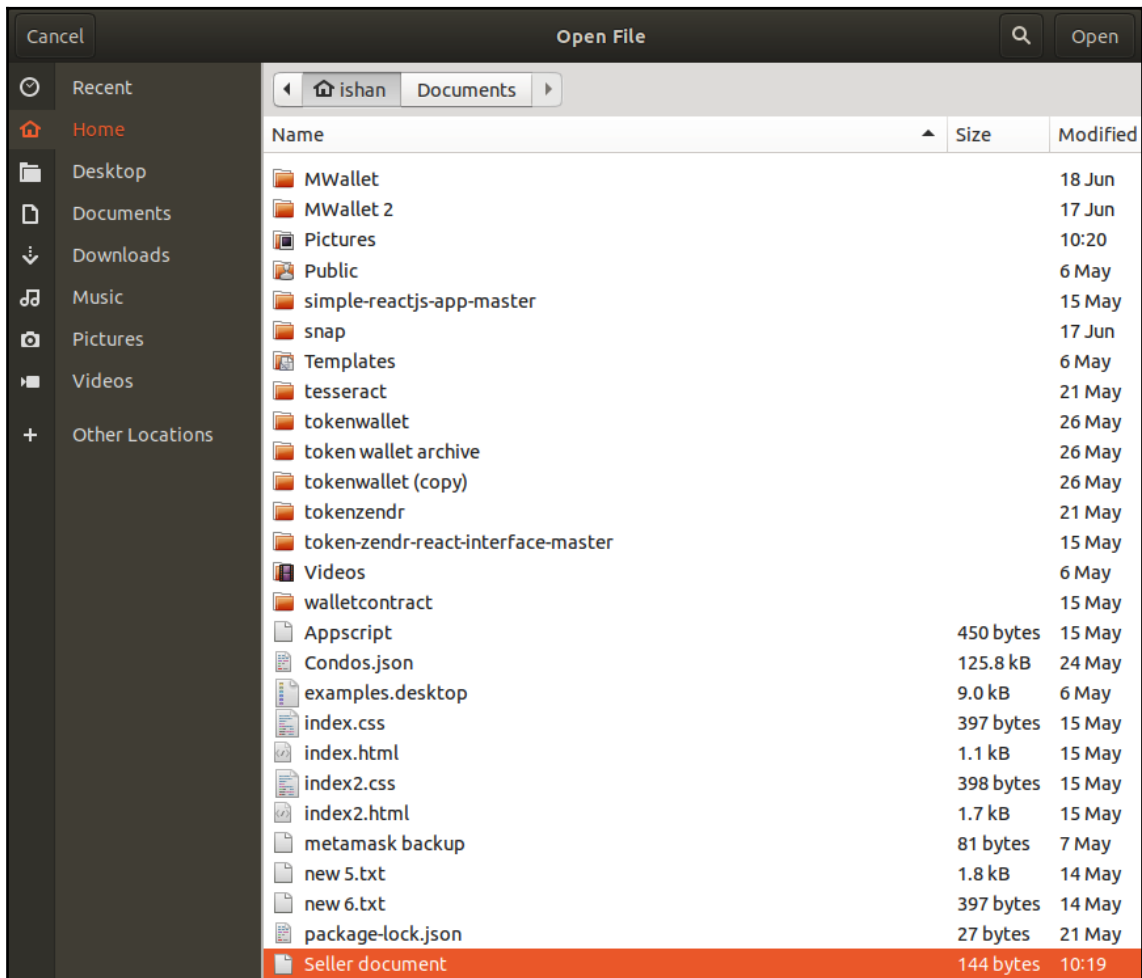 Cancel Open File Open
Recent
Home
Desktop
Documents
Downloads
Music
Pictures
Videos
Other Locations
ishan Documents
Name Size Modified
MWallet 18 Jun
MWallet 2 17 Jun
Pictures 10:20
Public 6 May
simple-reactjs-app-master 15 May
snap 17 Jun
Templates 6 May
tesseract 21 May
tokenwallet 26 May
token wallet archive 26 May
tokenwallet (copy) 26 May
tokenzendr 21 May
token-zendr-react-interface-master 15 May
Videos 6 May
walletcontract 15 May
Appscript 450 bytes 15 May
Condos.json 125.8 kB 24 May
examples.desktop 9.0 kB 6 May
index.css 397 bytes 15 May
index.html 1.1 kB 15 May
index2.css 398 bytes 15 May
index2.html 1.7 kB 15 May
metamask backup 81 bytes 7 May
new 5.txt 1.8 kB 14 May
new 6.txt 397 bytes 14 May
package-lock.json 27 bytes 21 May
Seller document 144 bytes 10:19